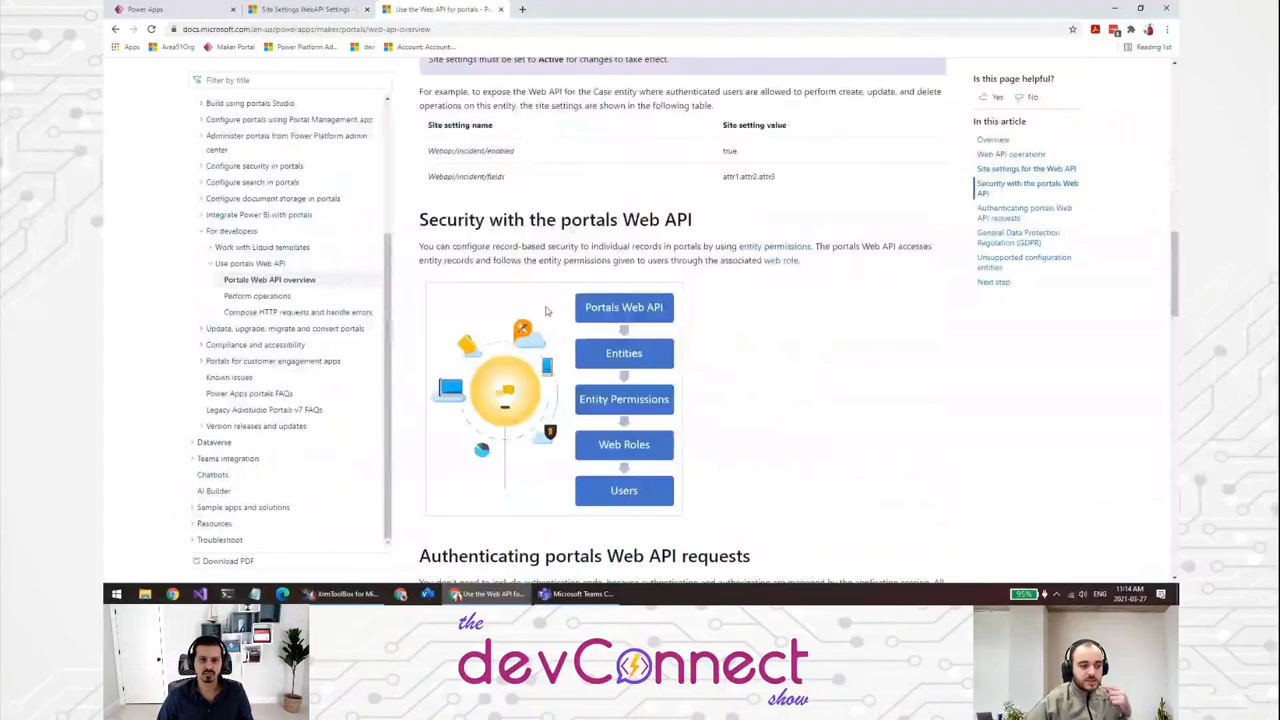 Power Apps
Site Settings WebAPI Settings -
Use the Web API for portals - P
docs.microsoft.com/en-us/powerapps/maker/portals/web-api-overview
Apps
Area51Org
Maker Portal
Power Platform Ad...
dev
Account: Account:...
Reading list
Filter by title
Build using portals Studio
Configure portals using Portal Management app
Administer portals from Power Platform admin
center
Configure security in portals
Configure search in portals
Configure document storage in portals
Integrate Power BI with portals
For developers
Work with Liquid templates
Use portals Web API
Portals Web API overview
Perform operations
Compose HTTP requests and handle errors
Update, upgrade, migrate and convert portals
Compliance and accessibility
Portals for customer engagement apps
Known issues
Power Apps portals FAQs
Legacy Adxstudio Portals v7 FAQs
Version releases and updates
Dataverse
Teams integration
Chatbots
AI Builder
Sample apps and solutions
Resources
Troubleshoot
Download PDF
Site settings must be set to Active for changes to take effect.
For example, to expose the Web API for the Case entity where authenticated users are allowed to perform create, update, and delete
operations on this entity, the site settings are shown in the following table.
Site setting name
Site setting value
Webapi/incident/enabled
true
Webapi/incident/fields
attr1,attr2,attr3
Security with the portals Web API
You can configure record-based security to individual records in portals by using entity permissions. The portals Web API accesses
entity records and follows the entity permissions given to users through the associated web role.
Portals Web API
Entities
Entity Permissions
Web Roles
Users
Authenticating portals Web API requests
Is this page helpful?
Yes
No
In this article
Overview
Web API operations
Site settings for the Web API
Security with the portals Web
API
Authenticating portals Web API
requests
General Data Protection
Regulation (GDPR)
Unsupported configuration
entities
Next step
XrmToolBox for Mi...
Use the Web API fo...
Microsoft Teams C...
95%
ENG
11:14 AM
2021-03-27
the
devConnect
show